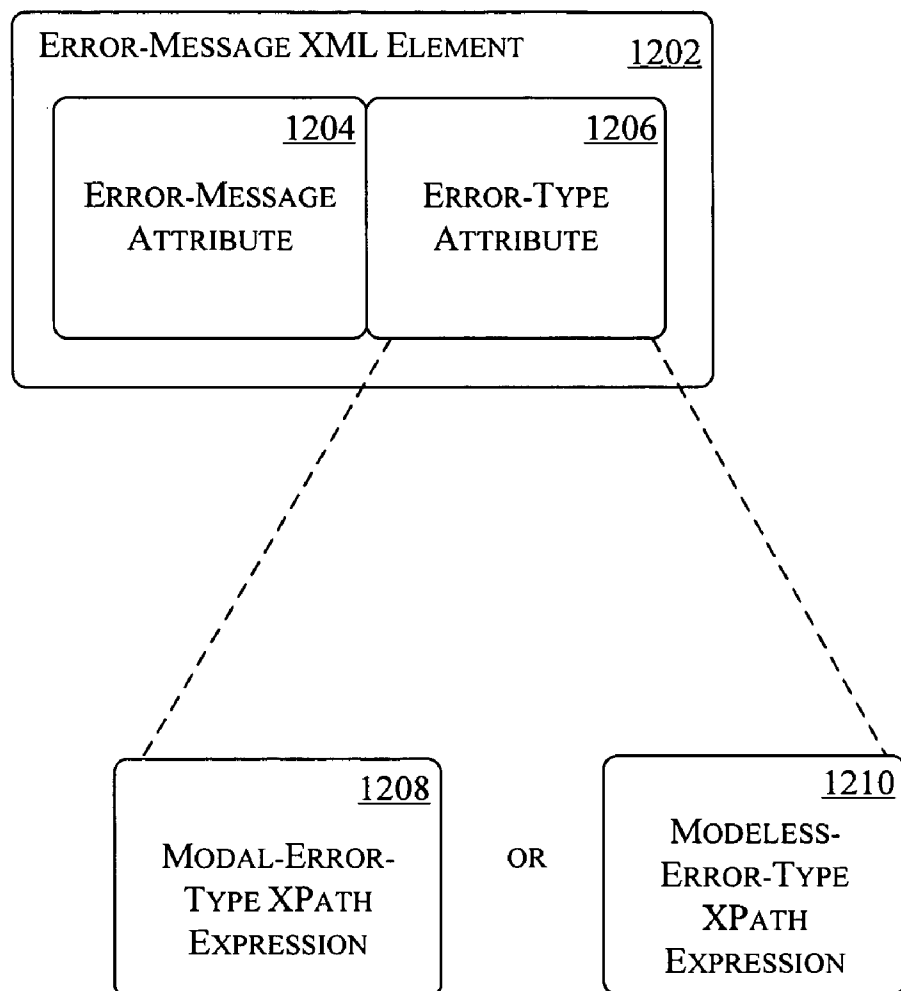 ERROR-MESSAGE XML ELEMENT 1202
1204
ERROR-MESSAGE
ATTRIBUTE
1206
ERROR-TYPE
ATTRIBUTE
1208
MODAL-ERROR-
TYPE XPATH
EXPRESSION
OR
1210
MODELESS-
ERROR-TYPE
XPATH
EXPRESSION